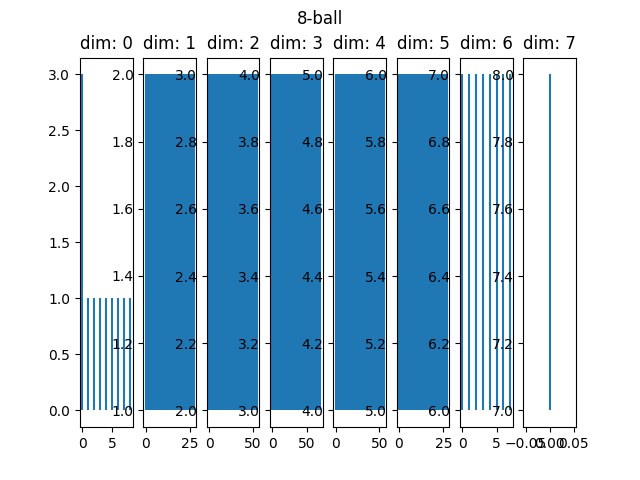 8-ball
dim: 0 dim: 1 dim: 2 dim: 3 dim: 4 dim: 5 dim: 6 dim: 7
3.0 2.0 3.0 4.0 5.0 6.0 7.0 8.0
2.5 1.8 2.8 3.8 4.8 5.8 6.8 7.8
2.0 1.6 2.6 3.6 4.6 5.6 6.6 7.6
1.5 1.4 2.4 3.4 4.4 5.4 6.4 7.4
1.0 1.2 2.2 3.2 4.2 5.2 6.2 7.2
0.5
0.0 1.0 2.0 3.0 4.0 5.0 6.0 7.0
0 5 0 25 0 50 0 50 0 50 0 25 0 5 −0.05 0.00 0.05